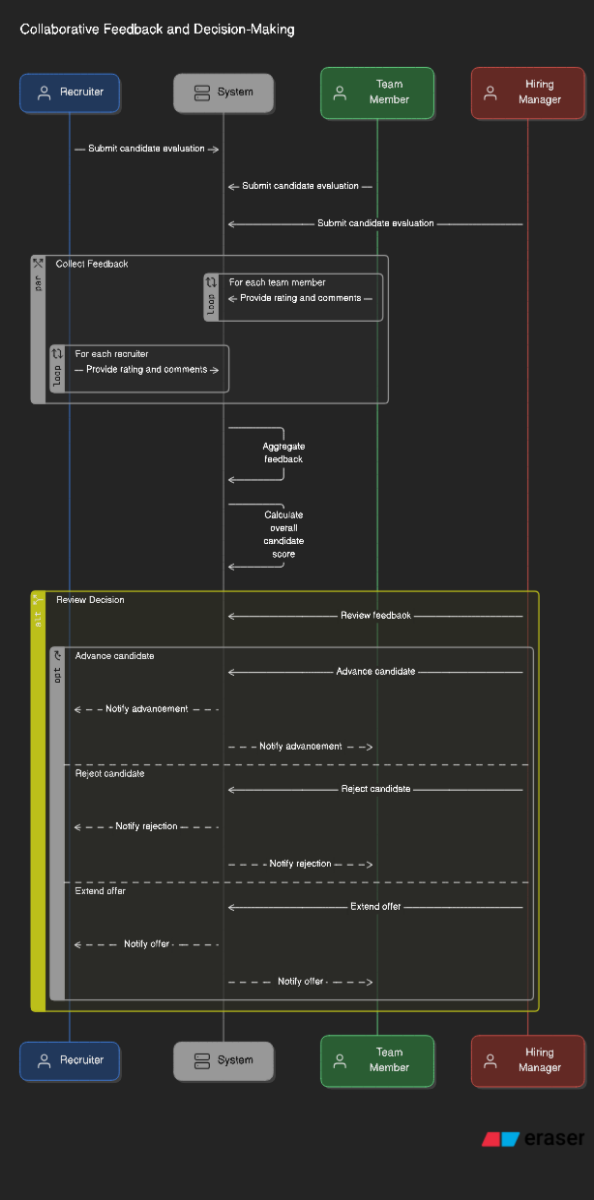 Collaborative Feedback and Decision-Making
Recruiter
System
Team
Member
Hiring
Manager
Submit candidate evaluation
Submit candidate evaluation
Submit candidate evaluation
par
Collect Feedback
loop
For each team member
Provide rating and comments
loop
For each recruiter
Provide rating and comments
Aggregate
feedback
Calculate
overall
candidate
score
alt
Review Decision
Review feedback
opt
Advance candidate
Advance candidate
Notify advancement
Notify advancement
Reject candidate
Reject candidate
Notify rejection
Notify rejection
Extend offer
Extend offer
Notify offer
Notify offer
Recruiter
System
Team
Member
Hiring
Manager
eraser